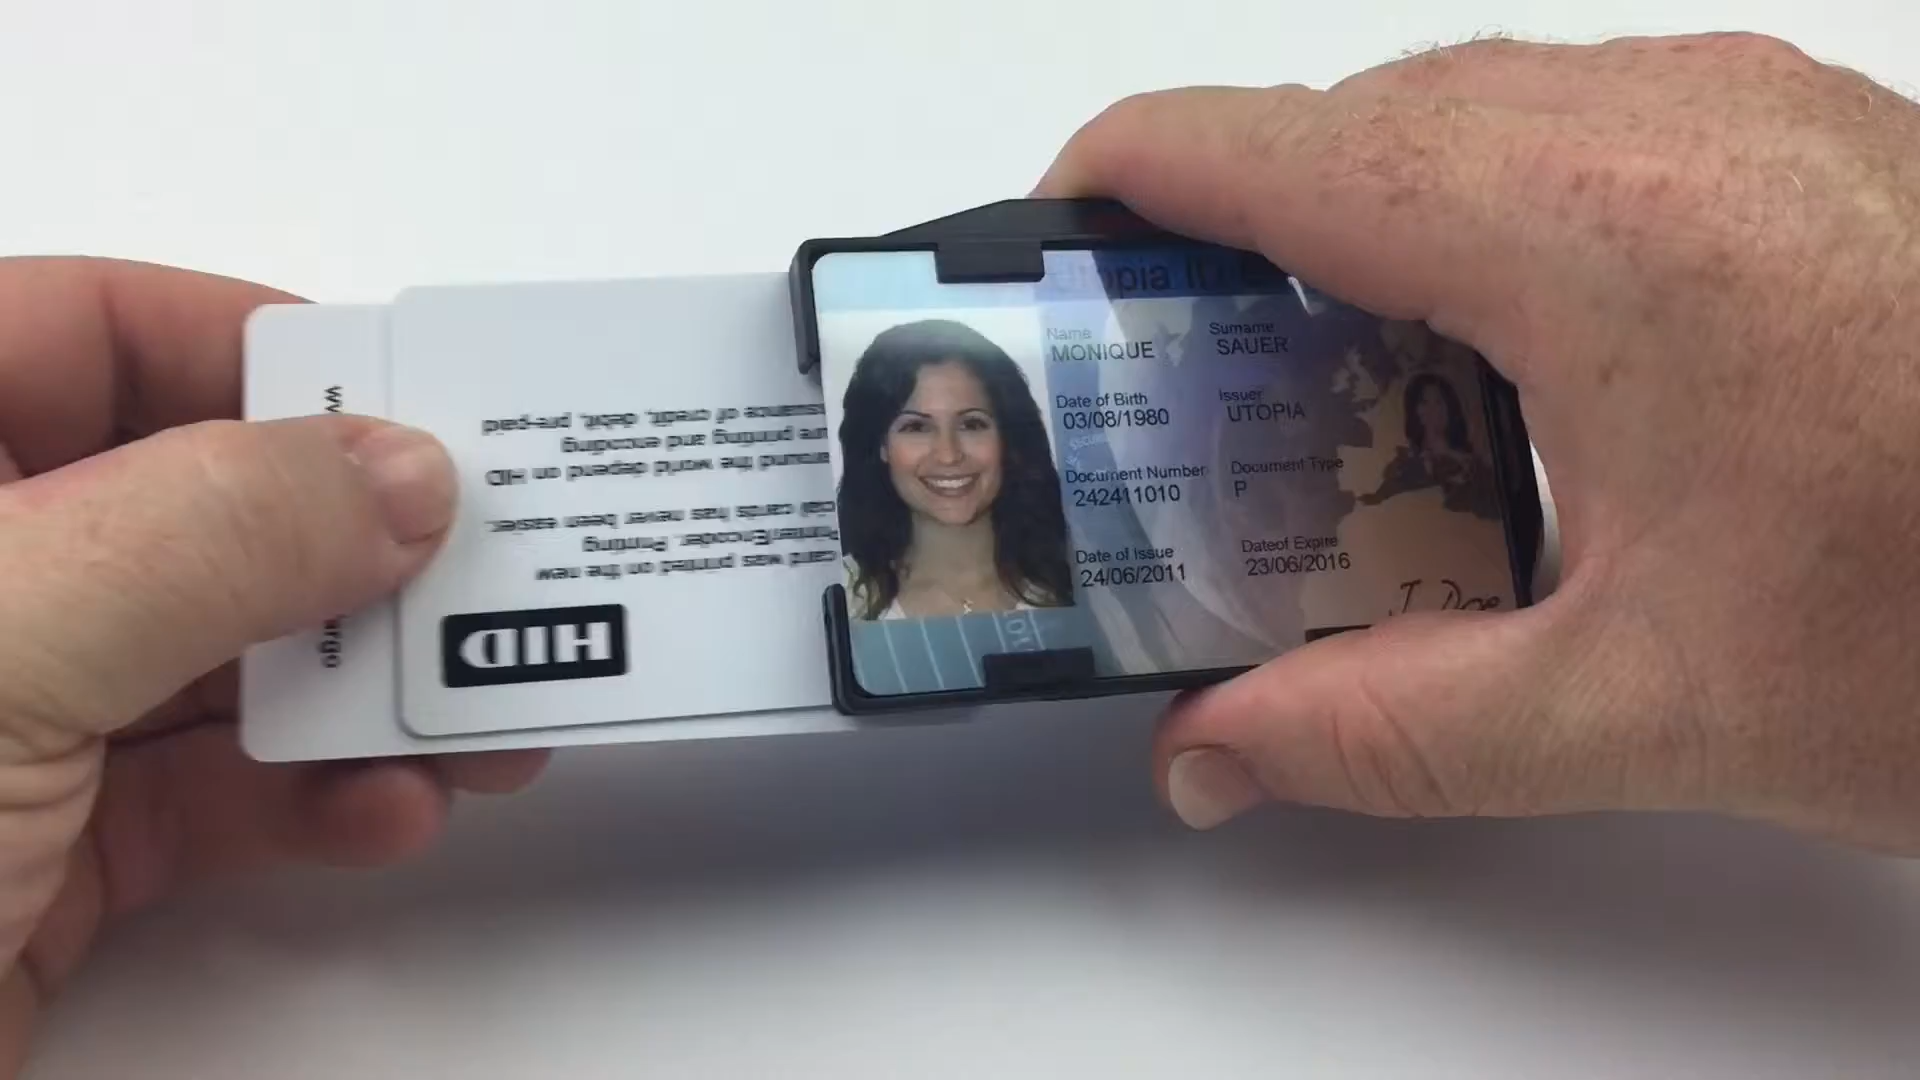 Utopia
Name
MONIQUE
Surname
SAUER
Date of Birth
03/08/1980
Issuer
UTOPIA
Document Number
242411010
Document Type
P
Date of Issue
24/06/2011
Dateof Expire
23/06/2016
J. Doe
HID
card was printed on the new
Printer/Encoder. Printing
cards has never been easier.
around the world depend on HID
printing and encoding
issuance of credit, debit, pre-paid